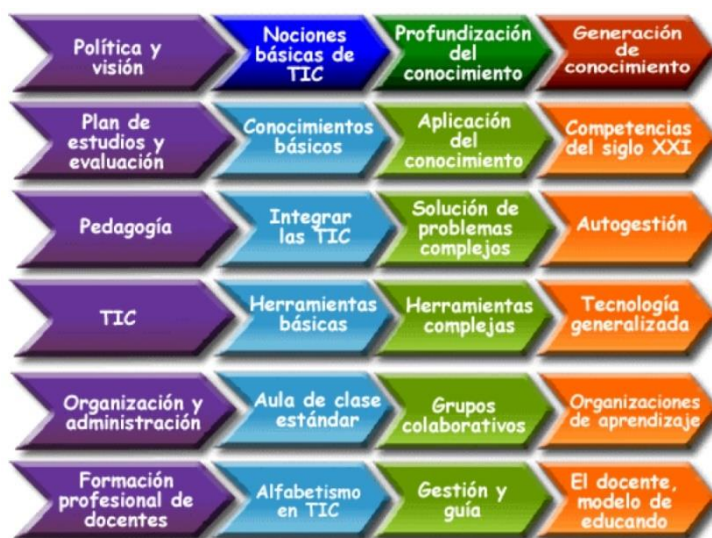 Política y
visión
Nociones
básicas de
TIC
Profundización
del
conocimiento
Generación
de
conocimiento
Plan de
estudios y
evaluación
Conocimientos
básicos
Aplicación
del
conocimiento
Competencias
del siglo XXI
Pedagogía
Integrar
las TIC
Solución de
problemas
complejos
Autogestión
TIC
Herramientas
básicas
Herramientas
complejas
Tecnología
generalizada
Organización y
administración
Aula de clase
estándar
Grupos
colaborativos
Organizaciones
de aprendizaje
Formación
profesional de
docentes
Alfabetismo
en TIC
Gestión y
guía
El docente,
modelo de
educando